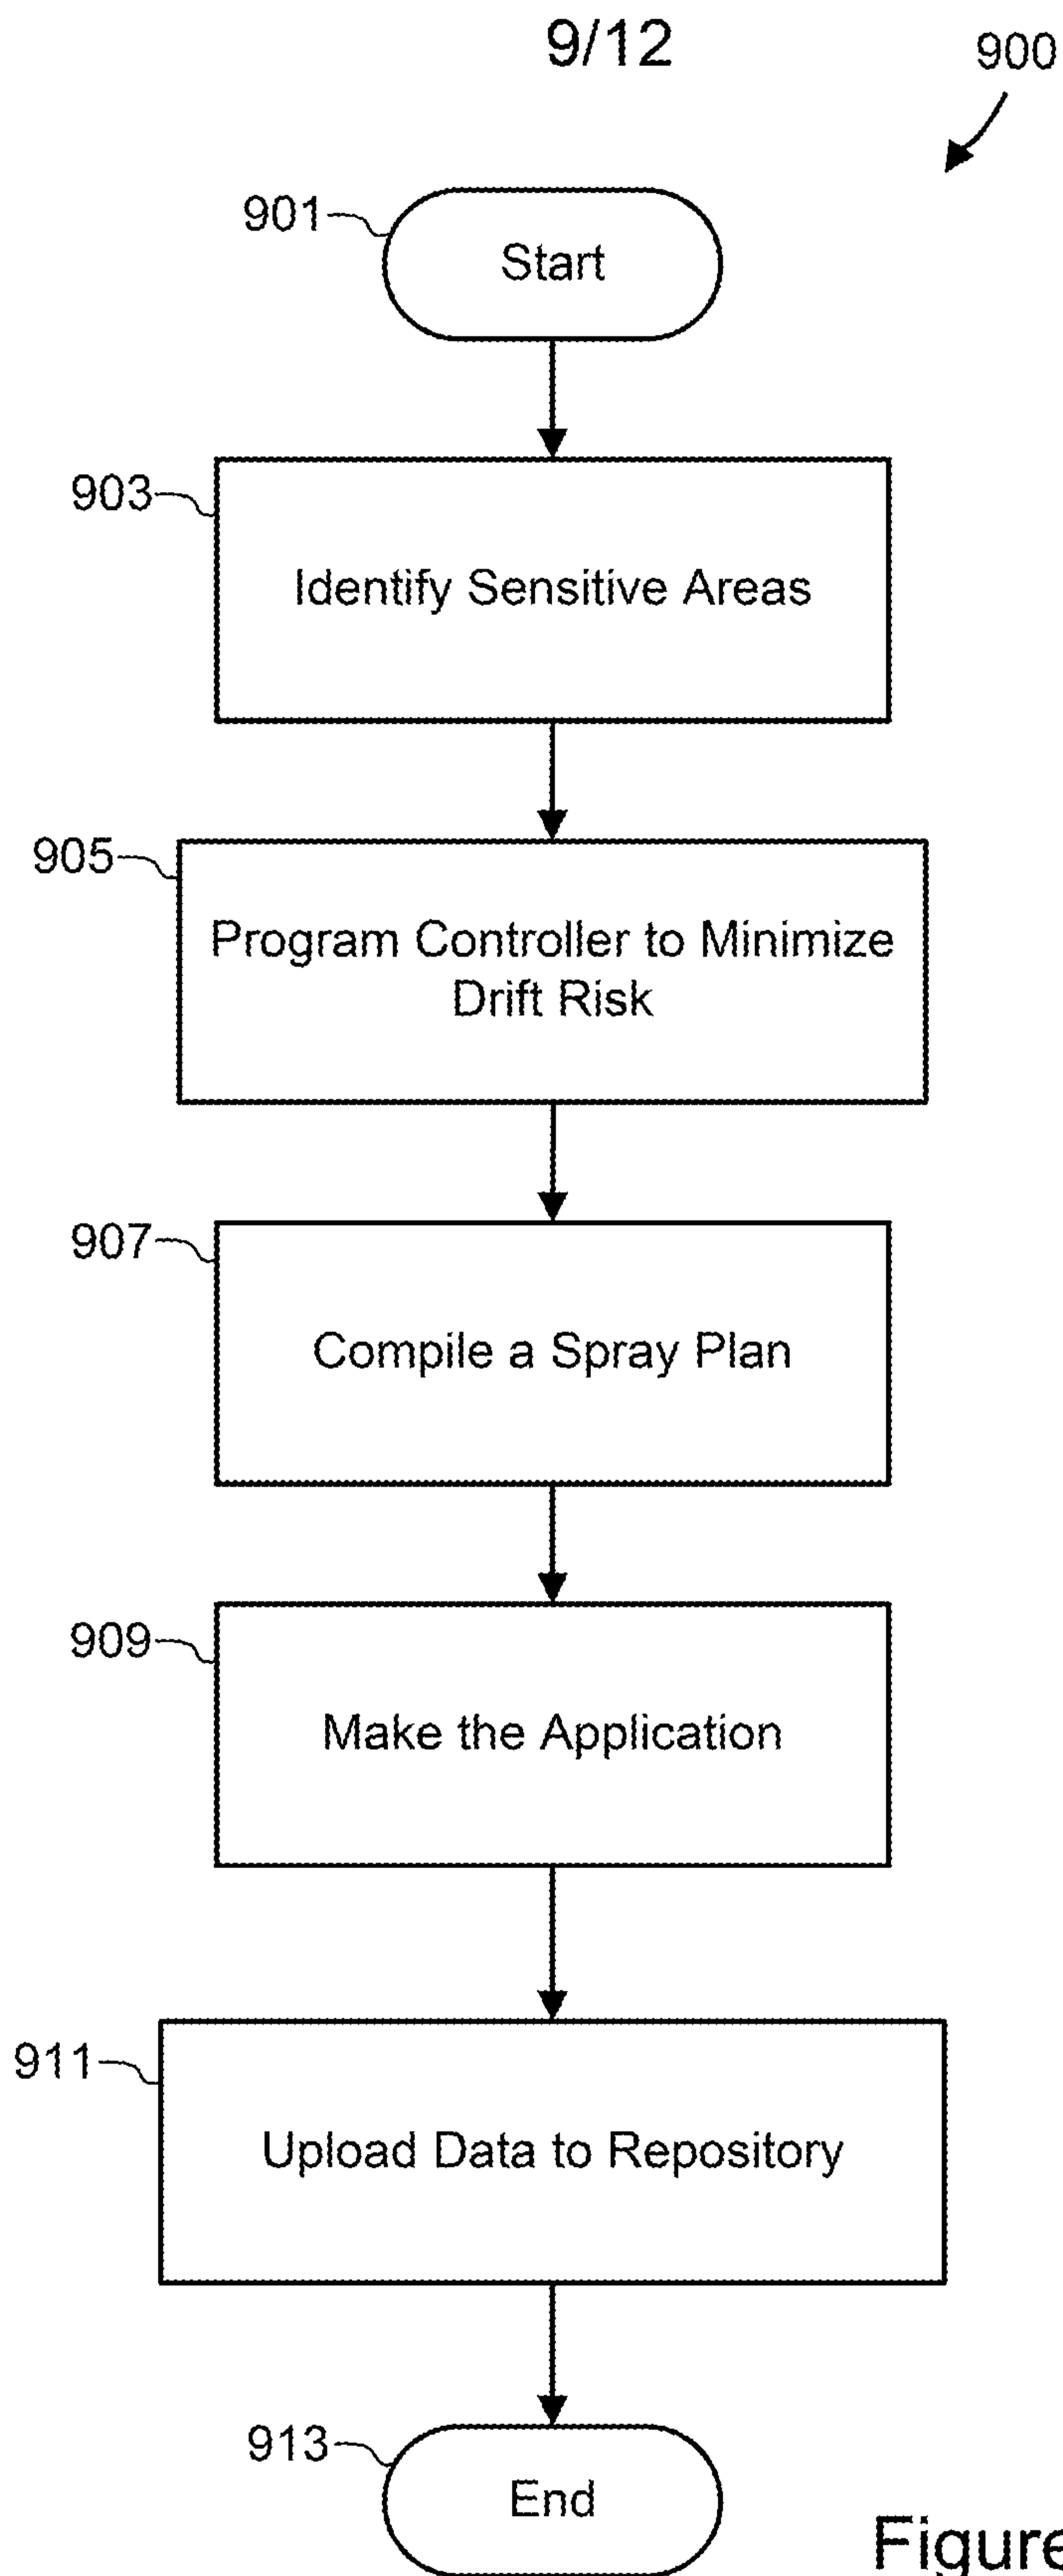 9/12
900
901
Start
903
Identify Sensitive Areas
905
Program Controller to Minimize
Drift Risk
907
Compile a Spray Plan
909
Make the Application
911
Upload Data to Repository
913
End
Figure